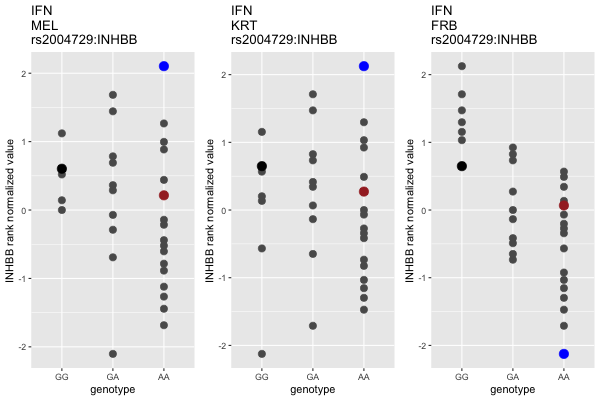 IFN
MEL
rs2004729:INHBB
INHBB rank normalized value
2
1
0
-1
-2
GG
GA
AA
genotype
IFN
KRT
rs2004729:INHBB
INHBB rank normalized value
2
1
0
-1
-2
GG
GA
AA
genotype
IFN
FRB
rs2004729:INHBB
INHBB rank normalized value
2
1
0
-1
-2
GG
GA
AA
genotype